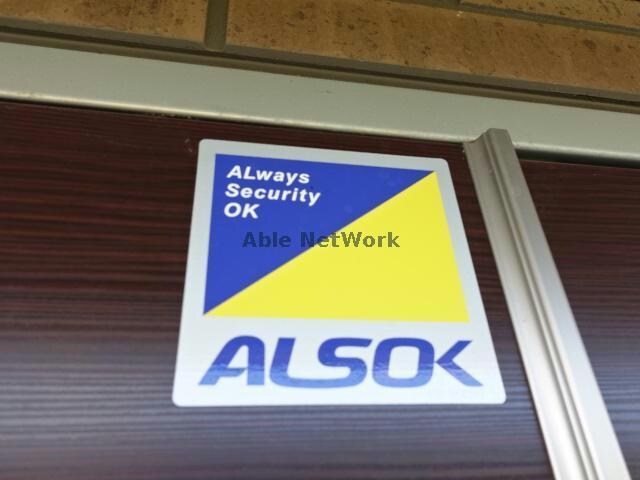 ALways
Security
OK
Able NetWork
ALSOK